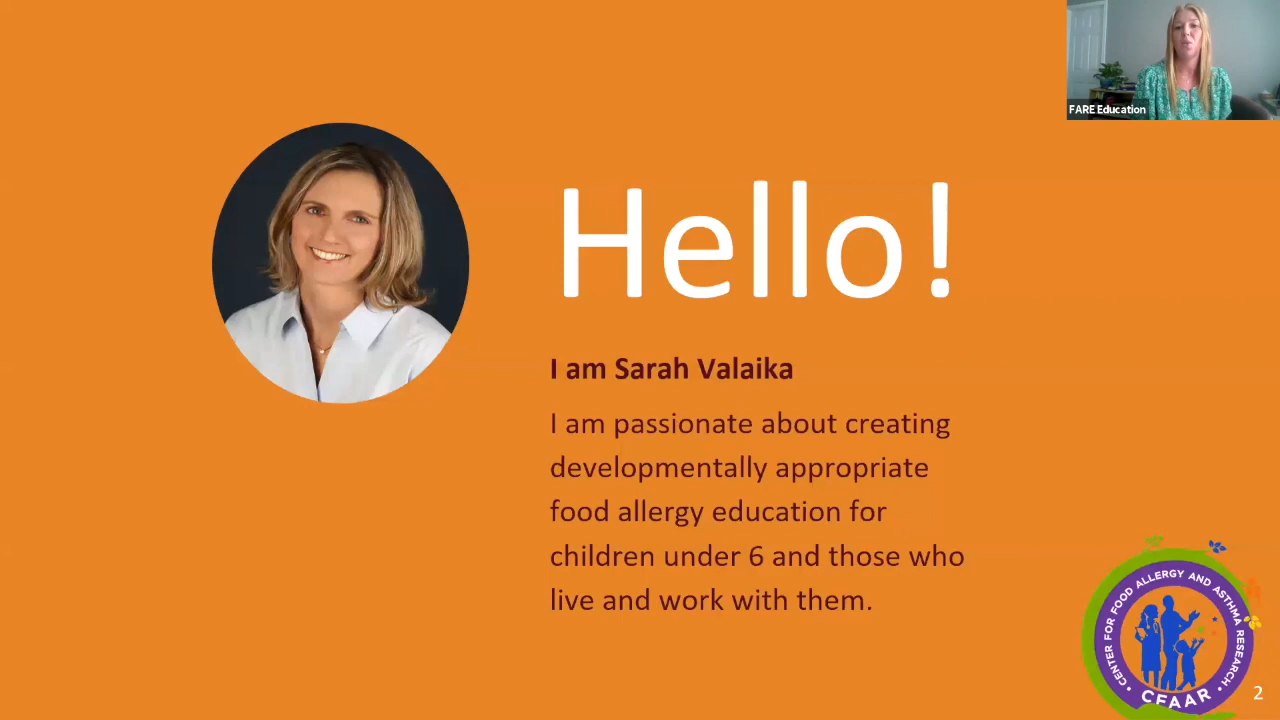 FARE Education
Hello!
I am Sarah Valaika
I am passionate about creating
developmentally appropriate
food allergy education for
children under 6 and those who
live and work with them.
CENTER FOR FOOD ALLERGY AND ASTHMA RESEARCH
CFAAR
2